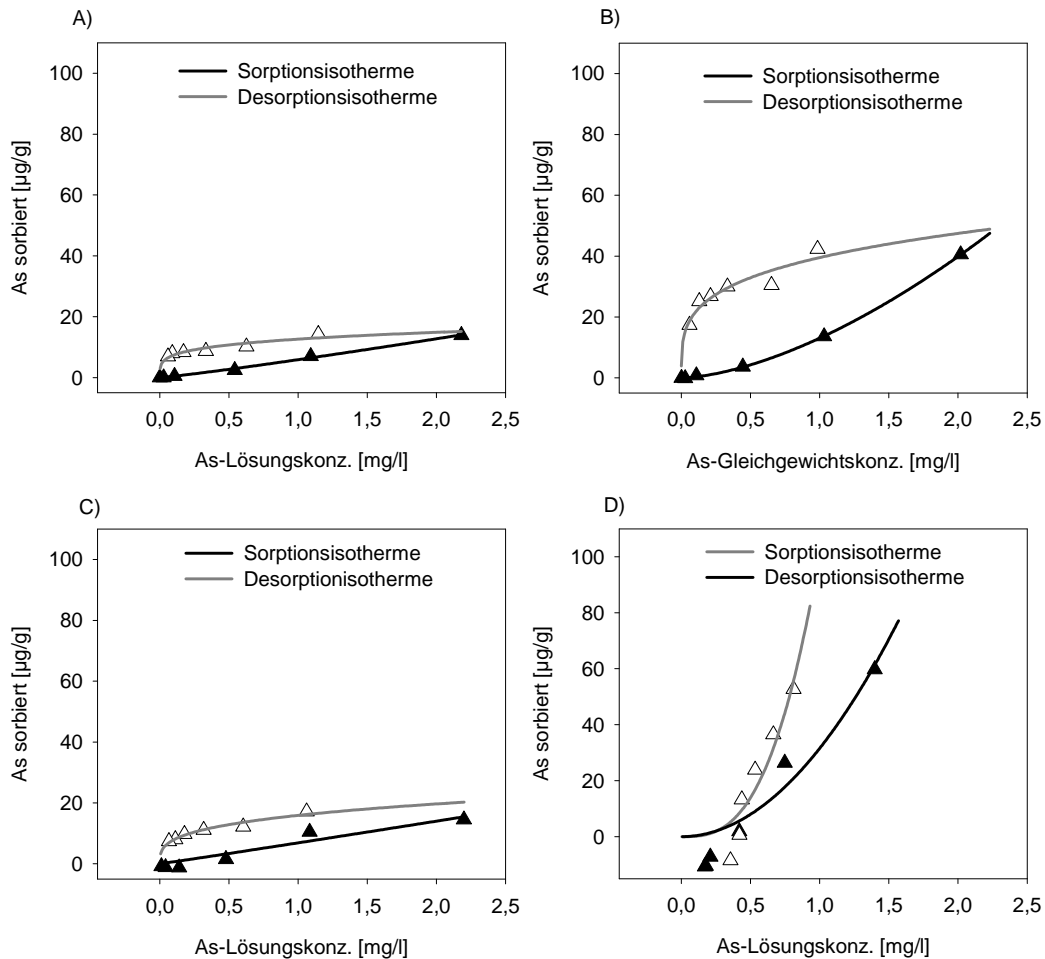 A)
Sorptionsisotherme
Desorptionsisotherme
As sorbiert [µg/g]
100
80
60
40
20
0
0,0 0,5 1,0 1,5 2,0 2,5
As-Lösungskonz. [mg/l]
B)
Sorptionsisotherme
Desorptionsisotherme
As sorbiert [µg/g]
100
80
60
40
20
0
0,0 0,5 1,0 1,5 2,0 2,5
As-Gleichgewichtskonz. [mg/l]
C)
Sorptionsisotherme
Desorptionisotherme
As sorbiert [µg/g]
100
80
60
40
20
0
0,0 0,5 1,0 1,5 2,0 2,5
As-Lösungskonz. [mg/l]
D)
Sorptionsisotherme
Desorptionsisotherme
As sorbiert [µg/g]
100
80
60
40
20
0
0,0 0,5 1,0 1,5 2,0 2,5
As-Lösungskonz. [mg/l]